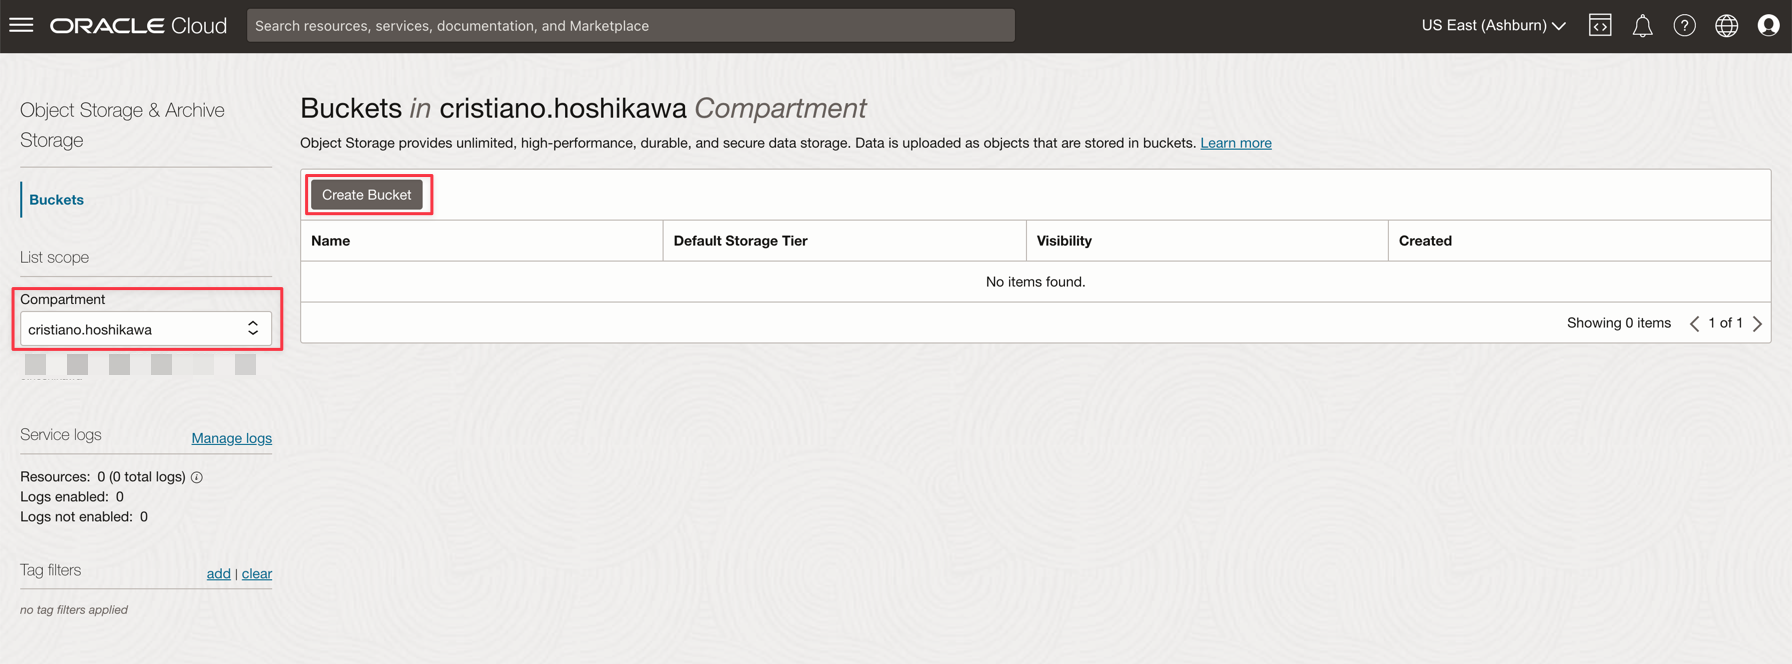 ORACLE Cloud
Search resources, services, documentation, and Marketplace
US East (Ashburn)
Object Storage & Archive
Storage
Buckets
List scope
Compartment
cristiano.hoshikawa
Service logs
Manage logs
Resources: 0 (0 total logs)
Logs enabled: 0
Logs not enabled: 0
Tag filters
add | clear
no tag filters applied
Buckets in cristiano.hoshikawa Compartment
Object Storage provides unlimited, high-performance, durable, and secure data storage. Data is uploaded as objects that are stored in buckets. Learn more
Create Bucket
Name Default Storage Tier Visibility Created
No items found.
Showing 0 items 1 of 1